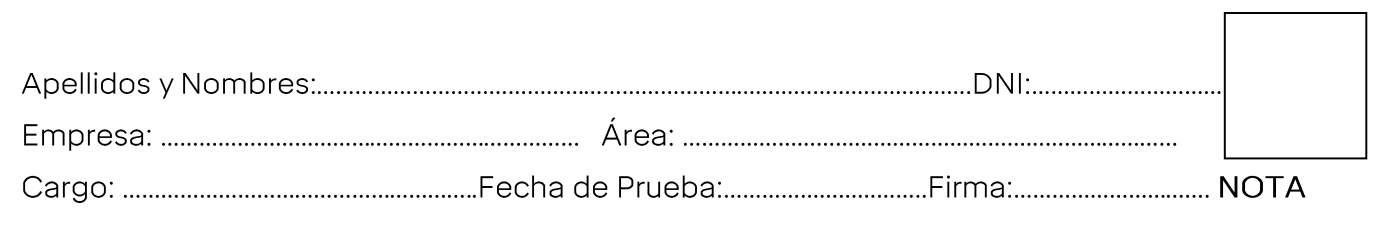 Apellidos y Nombres:..........................................................................................................DNI:..............................
Empresa: ................................................................... Área: ...............................................................................
Cargo: .........................................................Fecha de Prueba:.................................Firma:................................ NOTA